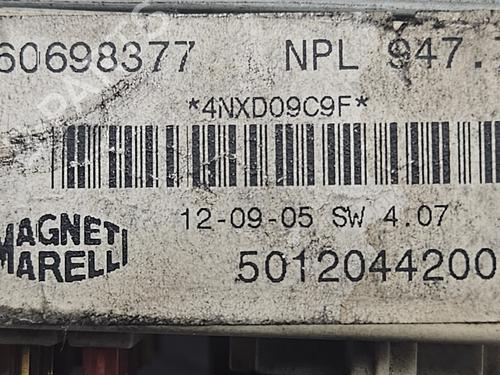 60698377 NPL 947.
*4NXD09C9F*
12-09-05 SW 4.07
MAGNETI
MARELLI
5012044200